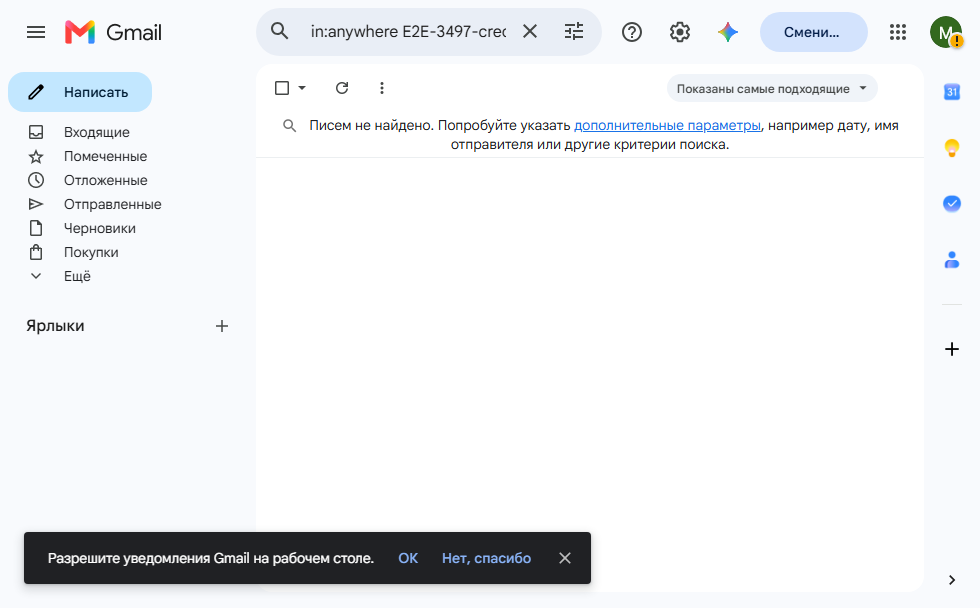 Gmail
in:anywhere E2E-3497-crec
Смени...
M
Написать
Показаны самые подходящие
31
Писем не найдено. Попробуйте указать дополнительные параметры, например дату, имя
отправителя или другие критерии поиска.
Входящие
Помеченные
Отложенные
Отправленные
Черновики
Покупки
Ещё
Ярлыки
Разрешите уведомления Gmail на рабочем столе. ОК Нет, спасибо